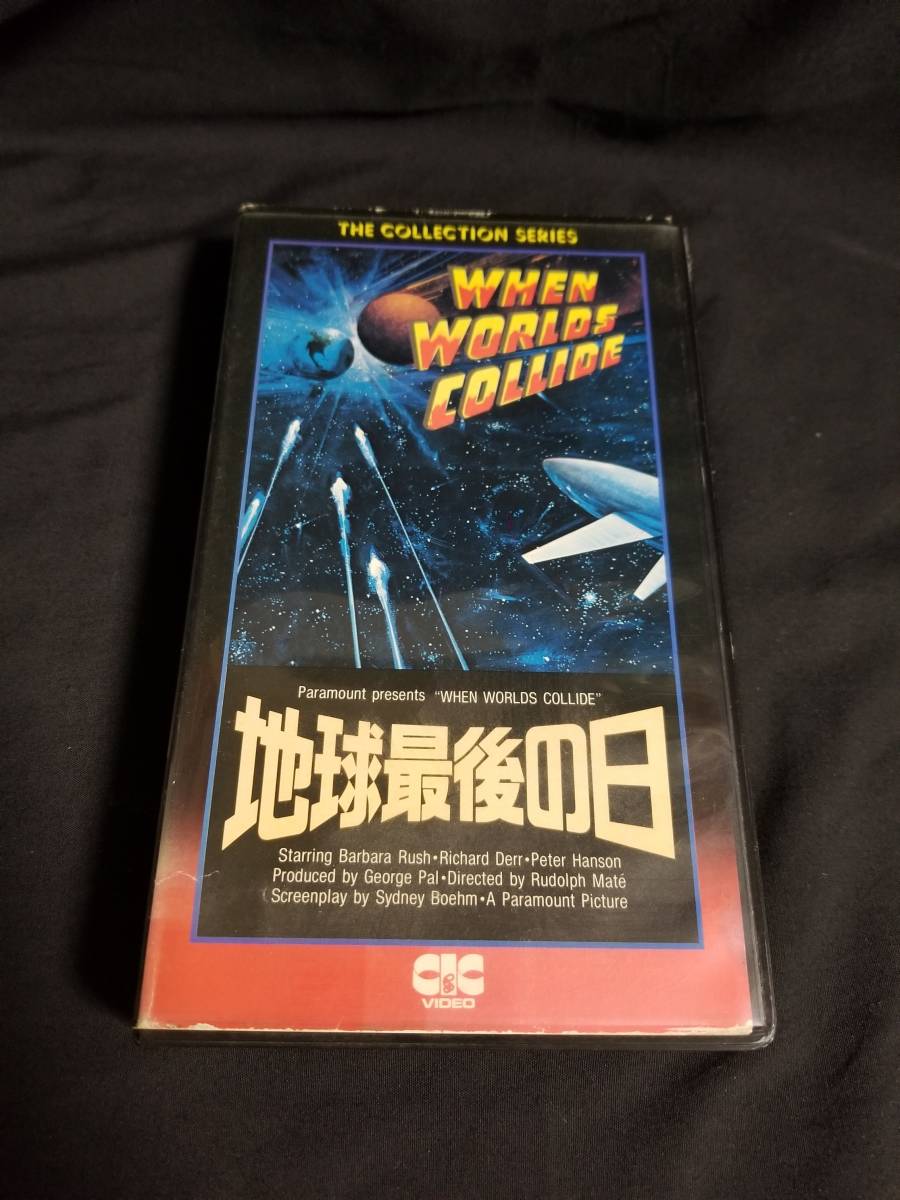 THE COLLECTION SERIES
WHEN
WORLDS
COLLIDE
Paramount presents "WHEN WORLDS COLLIDE"
地球最後の日
Starring Barbara Rush•Richard Derr•Peter Hanson
Produced by George Pal•Directed by Rudolph Maté
Screenplay by Sydney Boehm•A Paramount Picture
CIC
VIDEO